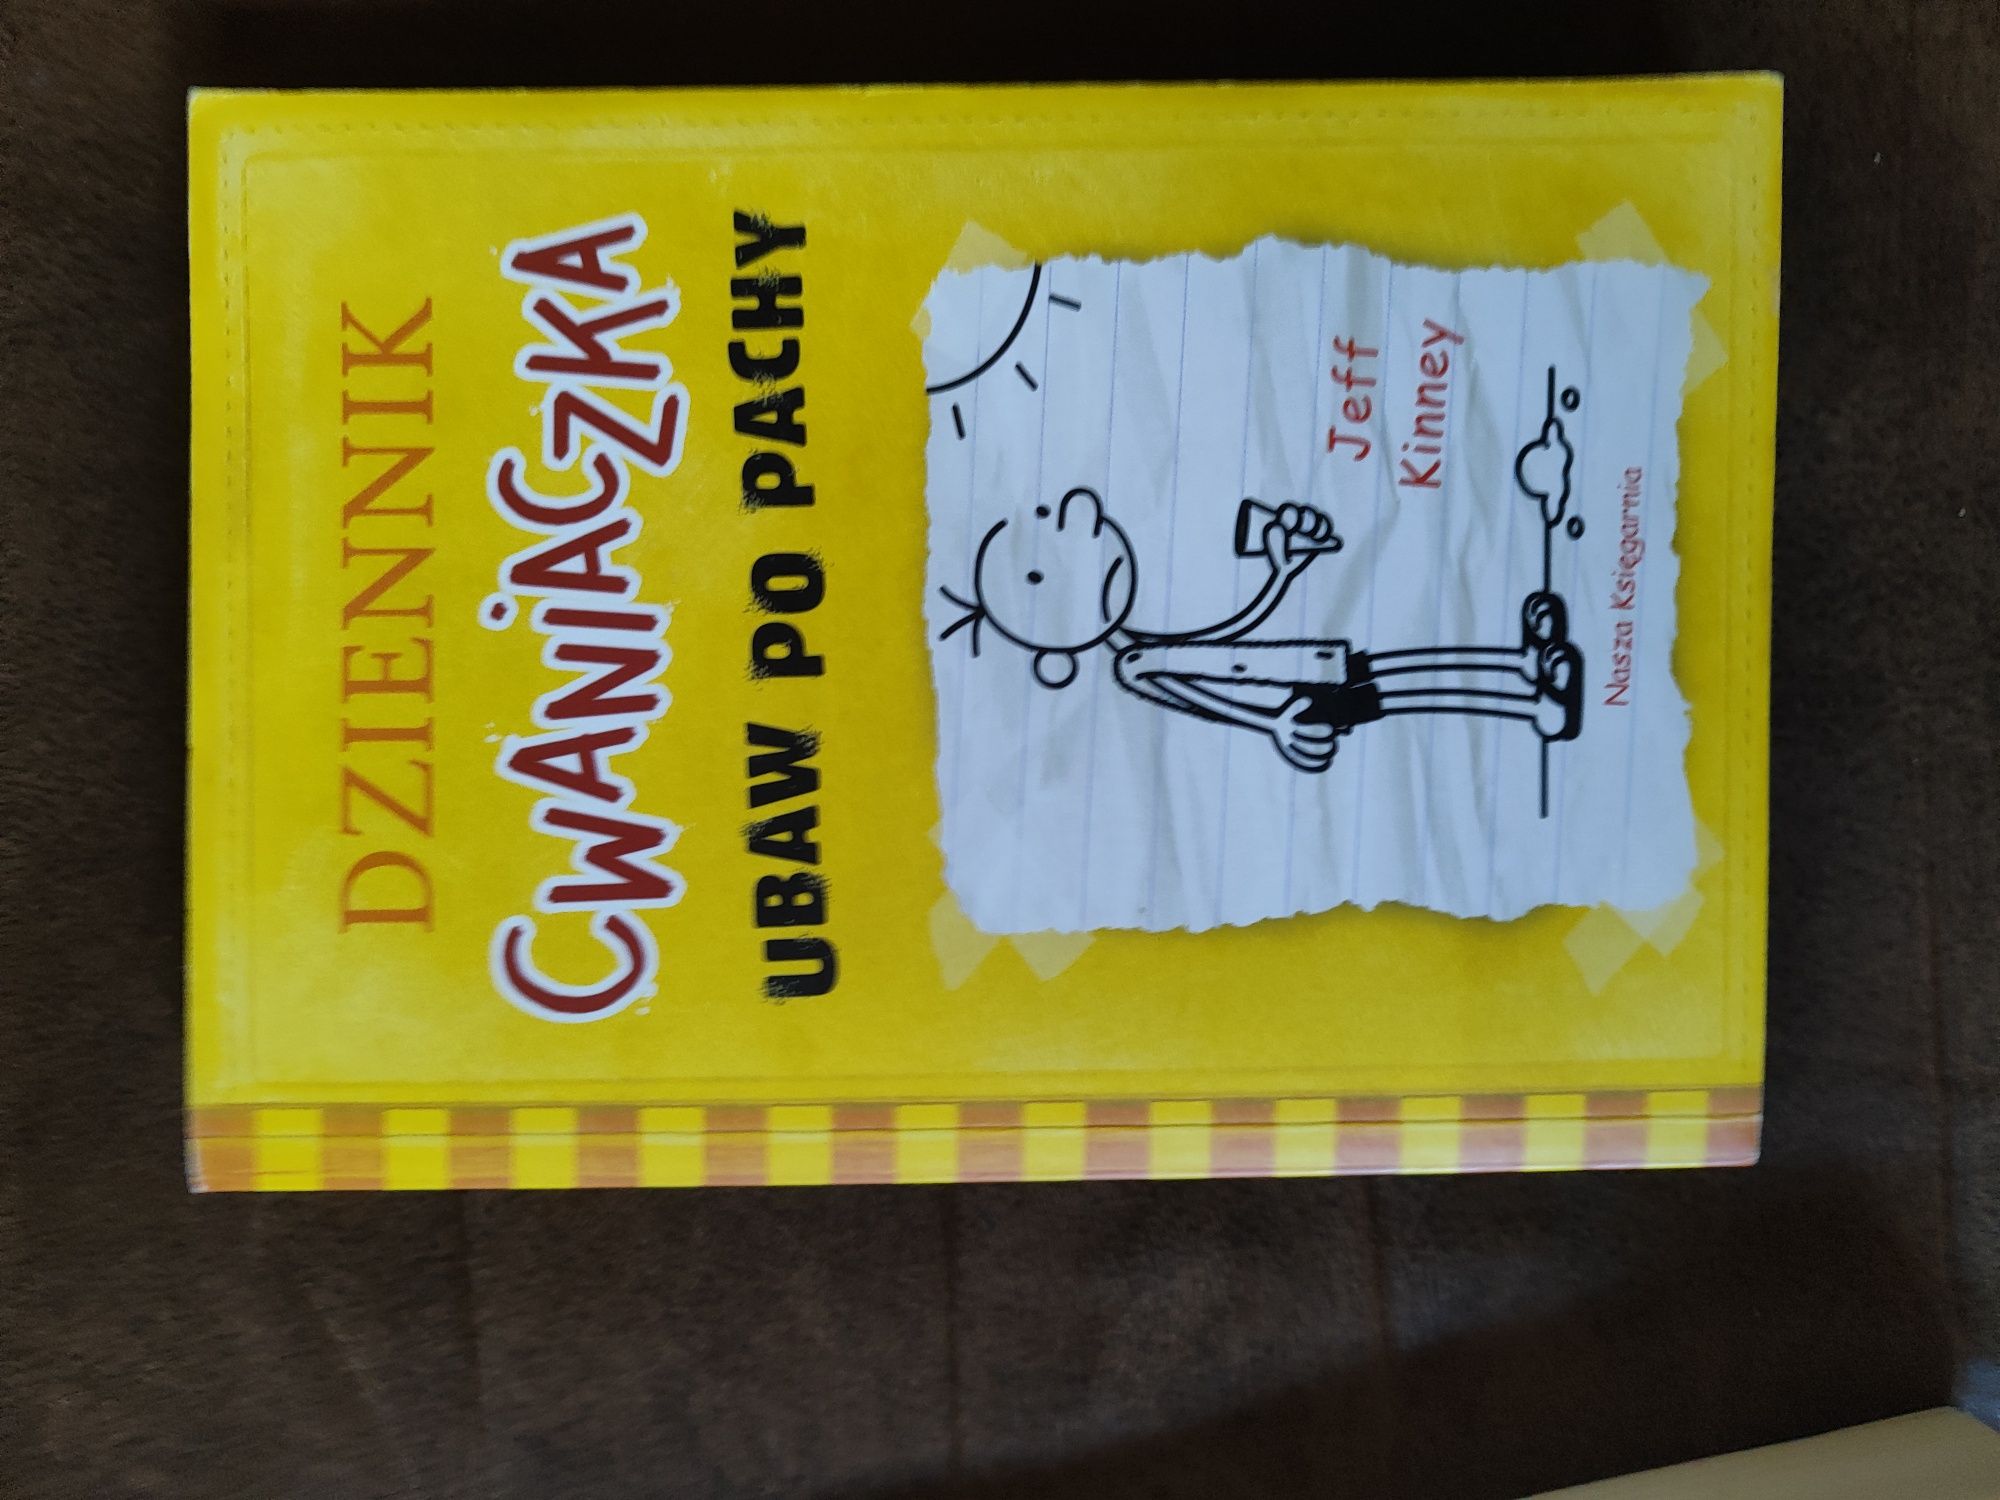 DZIENNIK
CWANiACZKA
UBAW PO PACHY
Jeff
Kinney
Nasza Księgarnia